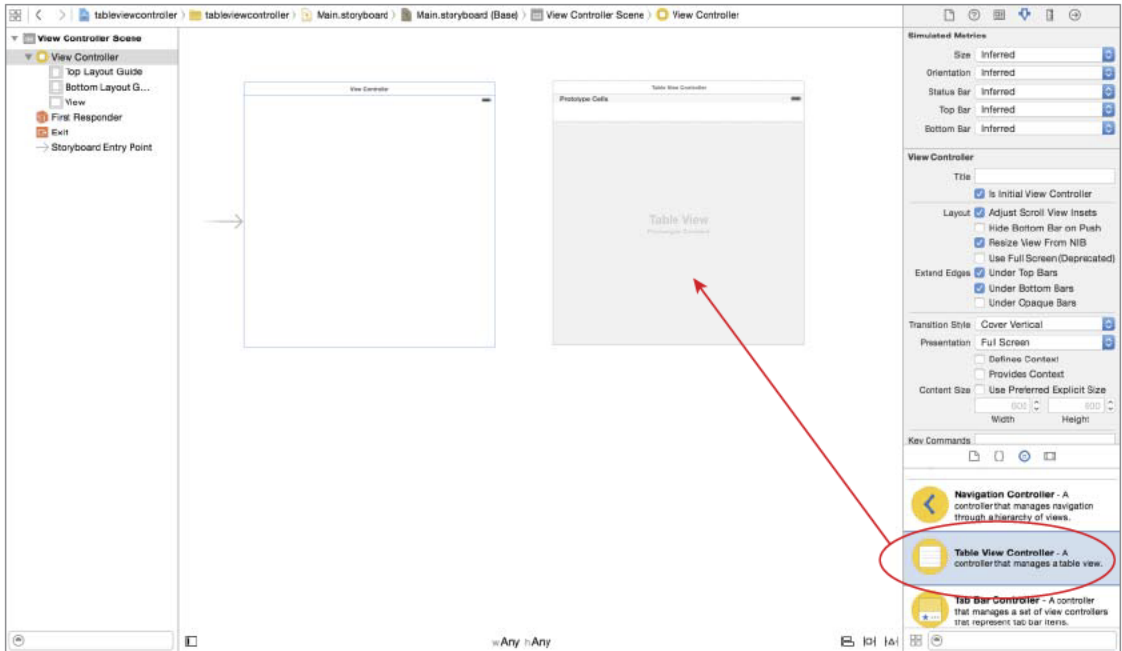 tableviewcontroller tableviewcontroller Main.storyboard Main.storyboard (Base) View Controller Scene View Controller
View Controller Scene
View Controller
Top Layout Guide
Bottom Layout G...
View
First Responder
Exit
Storyboard Entry Point
View Controller
Table View Controller
Prototype Cells
Table View
Prototype Content
wAny hAny
Simulated Metrics
Size Inferred
Orientation Inferred
Status Bar Inferred
Top Bar Inferred
Bottom Bar Inferred
View Controller
Title
Is Initial View Controller
Layout Adjust Scroll View Insets
Hide Bottom Bar on Push
Resize View From NIB
Use Full Screen (Deprecated)
Extend Edges Under Top Bars
Under Bottom Bars
Under Opaque Bars
Transition Style Cover Vertical
Presentation Full Screen
Defines Context
Provides Context
Content Size Use Preferred Explicit Size
600 600
Width Height
Key Commands
Navigation Controller - A
controller that manages navigation
through a hierarchy of views.
Table View Controller - A
controller that manages a table view.
Tab Bar Controller - A controller
that manages a set of view controllers
that represent tab bar items.